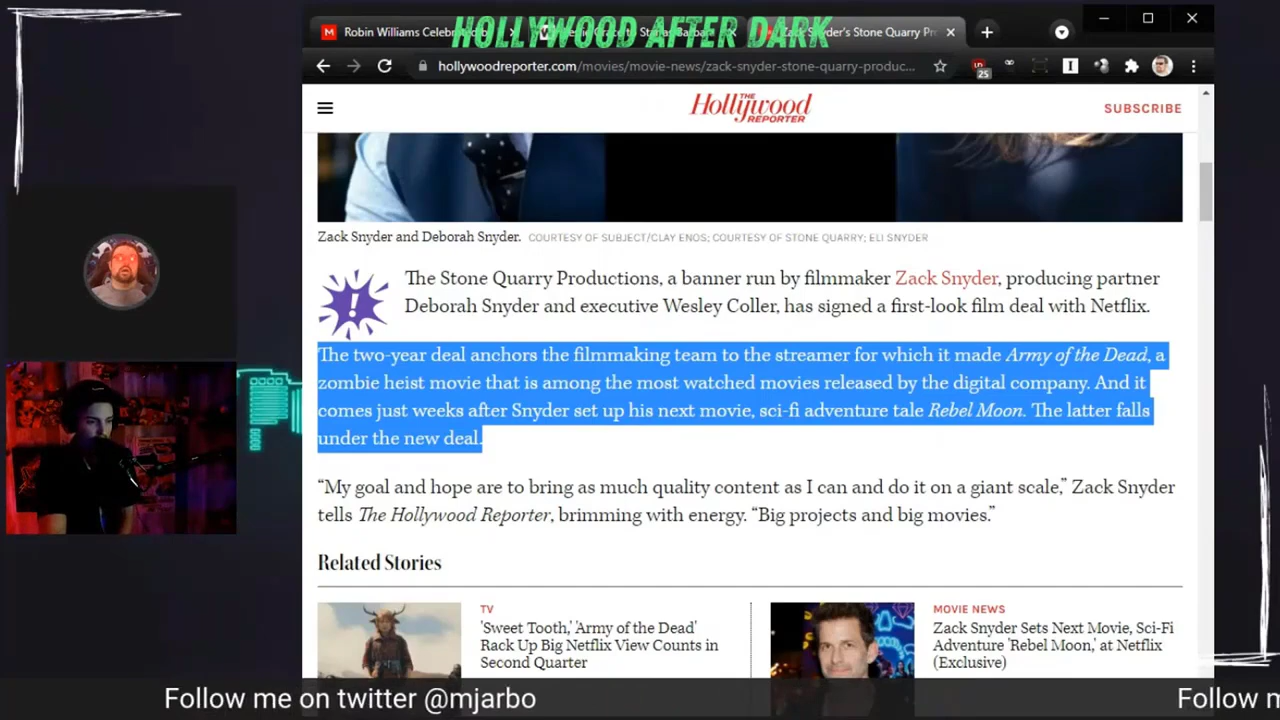 HOLLYWOOD AFTER DARK
Robin Williams Celebrated
Zack Snyder's Stone Quarry Pr
hollywoodreporter.com/movies/movie-news/zack-snyder-stone-quarry-produc...
25
THE
Hollywood
REPORTER
SUBSCRIBE
Zack Snyder and Deborah Snyder. COURTESY OF SUBJECT/CLAY ENOS; COURTESY OF STONE QUARRY; ELI SNYDER
The Stone Quarry Productions, a banner run by filmmaker Zack Snyder, producing partner
Deborah Snyder and executive Wesley Coller, has signed a first-look film deal with Netflix.
The two-year deal anchors the filmmaking team to the streamer for which it made Army of the Dead, a
zombie heist movie that is among the most watched movies released by the digital company. And it
comes just weeks after Snyder set up his next movie, sci-fi adventure tale Rebel Moon. The latter falls
under the new deal.
“My goal and hope are to bring as much quality content as I can and do it on a giant scale,” Zack Snyder
tells The Hollywood Reporter, brimming with energy. “Big projects and big movies.”
Related Stories
TV
'Sweet Tooth,' 'Army of the Dead'
Rack Up Big Netflix View Counts in
Second Quarter
MOVIE NEWS
Zack Snyder Sets Next Movie, Sci-Fi
Adventure 'Rebel Moon,' at Netflix
(Exclusive)
Follow me on twitter @mjarbo
Follow m